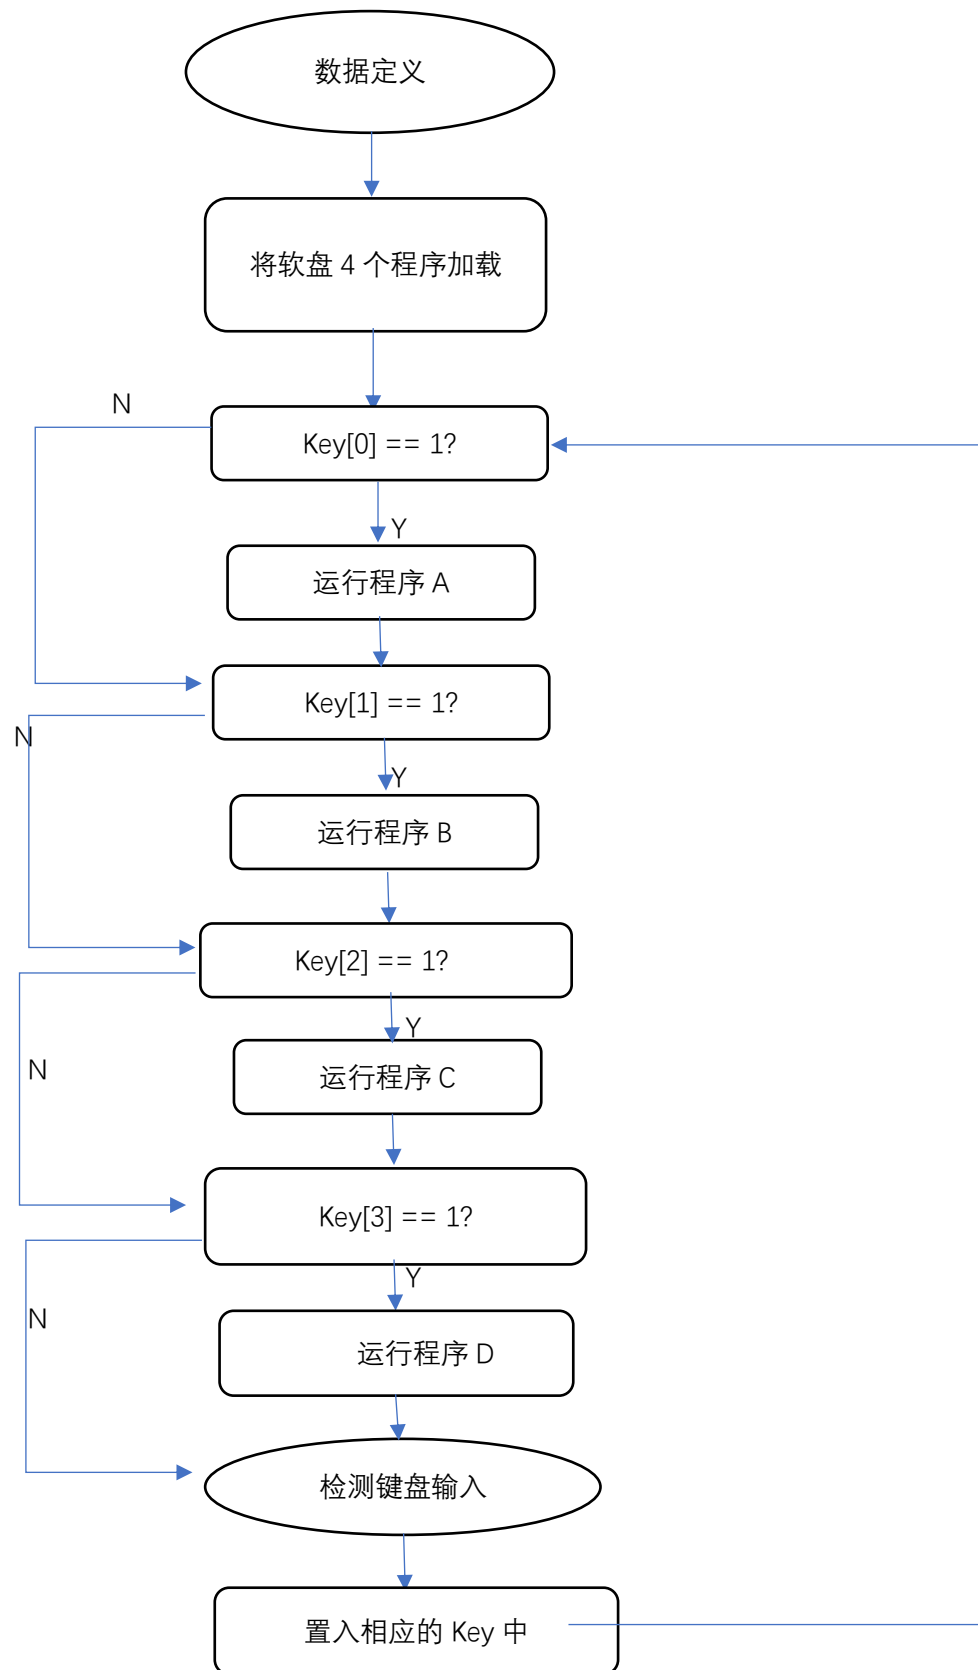 数据定义
将软盘 4 个程序加载
N
Key[0] == 1?
Y
运行程序 A
Key[1] == 1?
N
Y
运行程序 B
Key[2] == 1?
Y
N
运行程序 C
Key[3] == 1?
Y
N
运行程序 D
检测键盘输入
置入相应的 Key 中